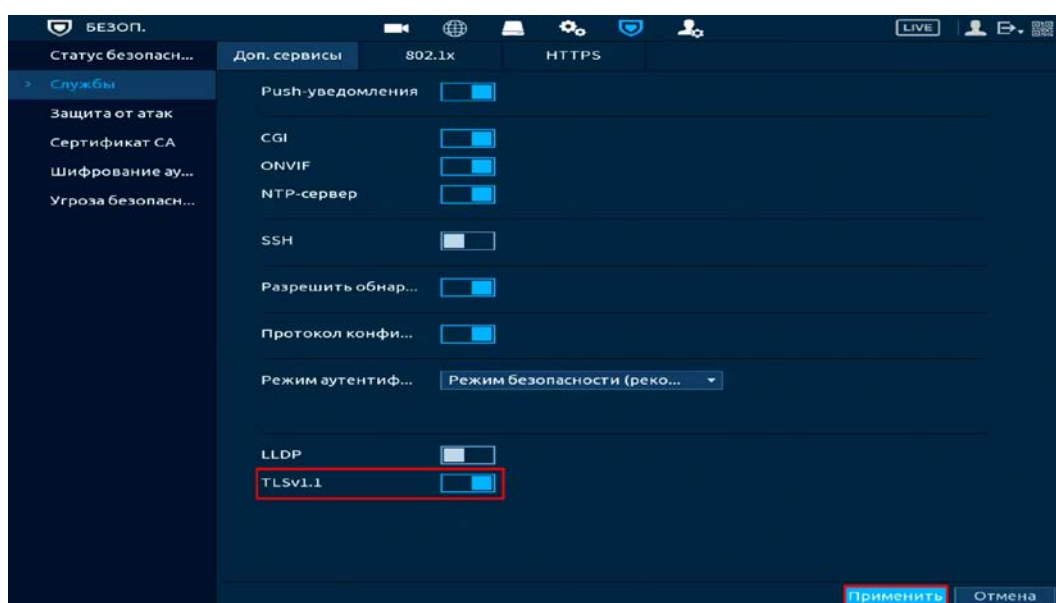 БЕЗОП.
LIVE
Статус безопасн...
Доп. сервисы 802.1x HTTPS
> Службы
Push-уведомления
Защита от атак
CGI
Сертификат CA
ONVIF
Шифрование ау...
NTP-сервер
Угроза безопасн...
SSH
Разрешить обнар...
Протокол конфи...
Режим аутентиф... Режим безопасности (реко...
LLDP
TLSv1.1
Применить Отмена